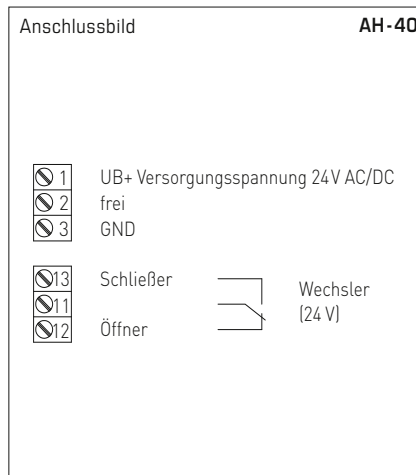 Anschlussbild AH-40
1 UB+ Versorgungsspannung 24V AC/DC
2 frei
3 GND
13 Schließer
11
12 Öffner
Wechsler
(24 V)